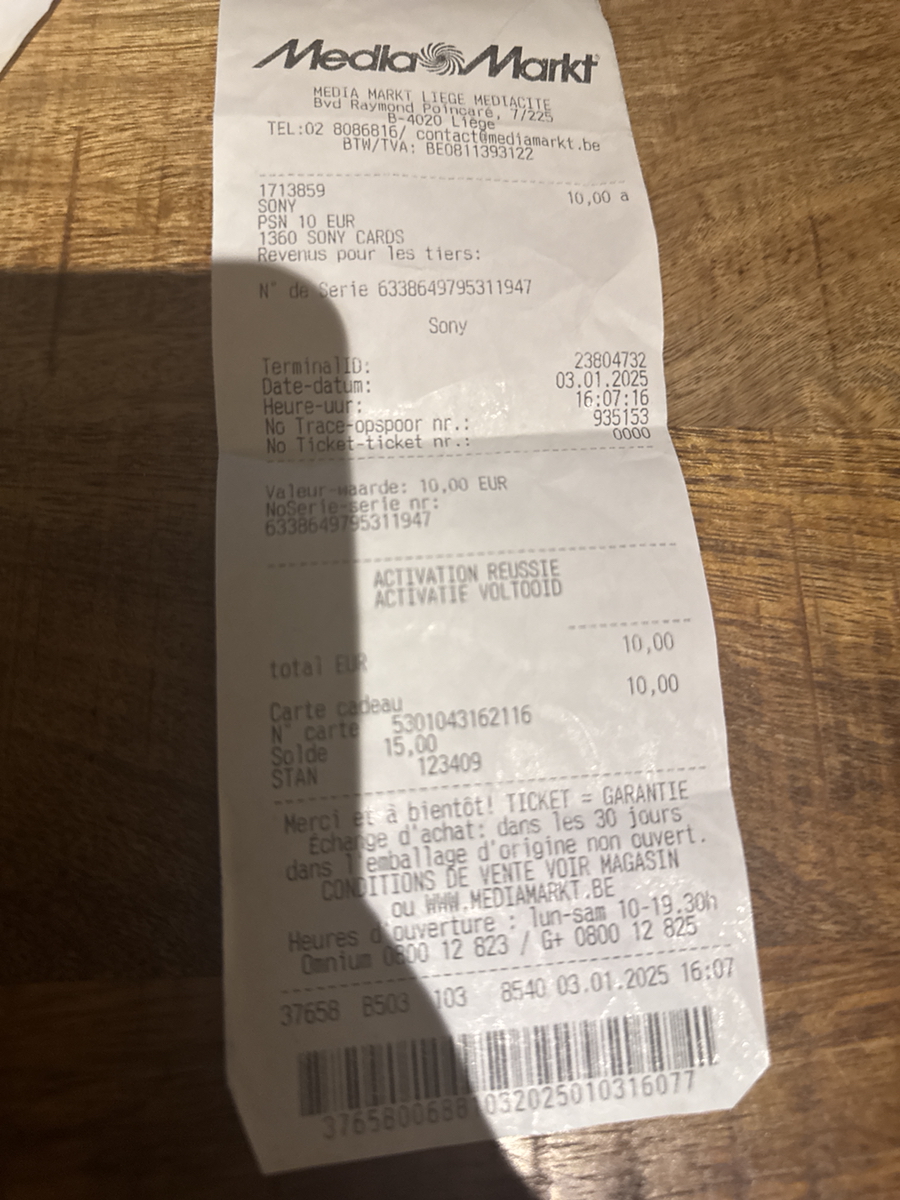 Media Markt
MEDIA MARKT LIEGE MEDIACITE
Bvd Raymond Poincaré, 7/225
B-4020 Liège
TEL:02 8086816/ contact@mediamarkt.be
BTW/TVA: BE0811393122
1713859
SONY 10,00 a
PSN 10 EUR
1360 SONY CARDS
Revenus pour les tiers:
N° de Serie 6338649795311947
Sony
TerminalID: 23804732
Date-datum: 03.01.2025
Heure-uur: 16:07:16
No Trace-opspoor nr.: 935153
No Ticket-ticket nr.: 0000
Valeur-waarde: 10,00 EUR
NoSerie-serie nr:
6338649795311947
ACTIVATION REUSSIE
ACTIVATIE VOLTOOID
total EUR 10,00
Carte cadeau 10,00
N° carte 5301043162116
Solde 15,00
STAN 123409
Merci et à bientôt! TICKET = GARANTIE
Échange d'achat: dans les 30 jours
dans l'emballage d'origine non ouvert.
CONDITIONS DE VENTE VOIR MAGASIN
ou WWW.MEDIAMARKT.BE
Heures d'ouverture : lun-sam 10-19.30h
Omnium 0800 12 823 / G+ 0800 12 825
37658 8503 103 8540 03.01.2025 16:07